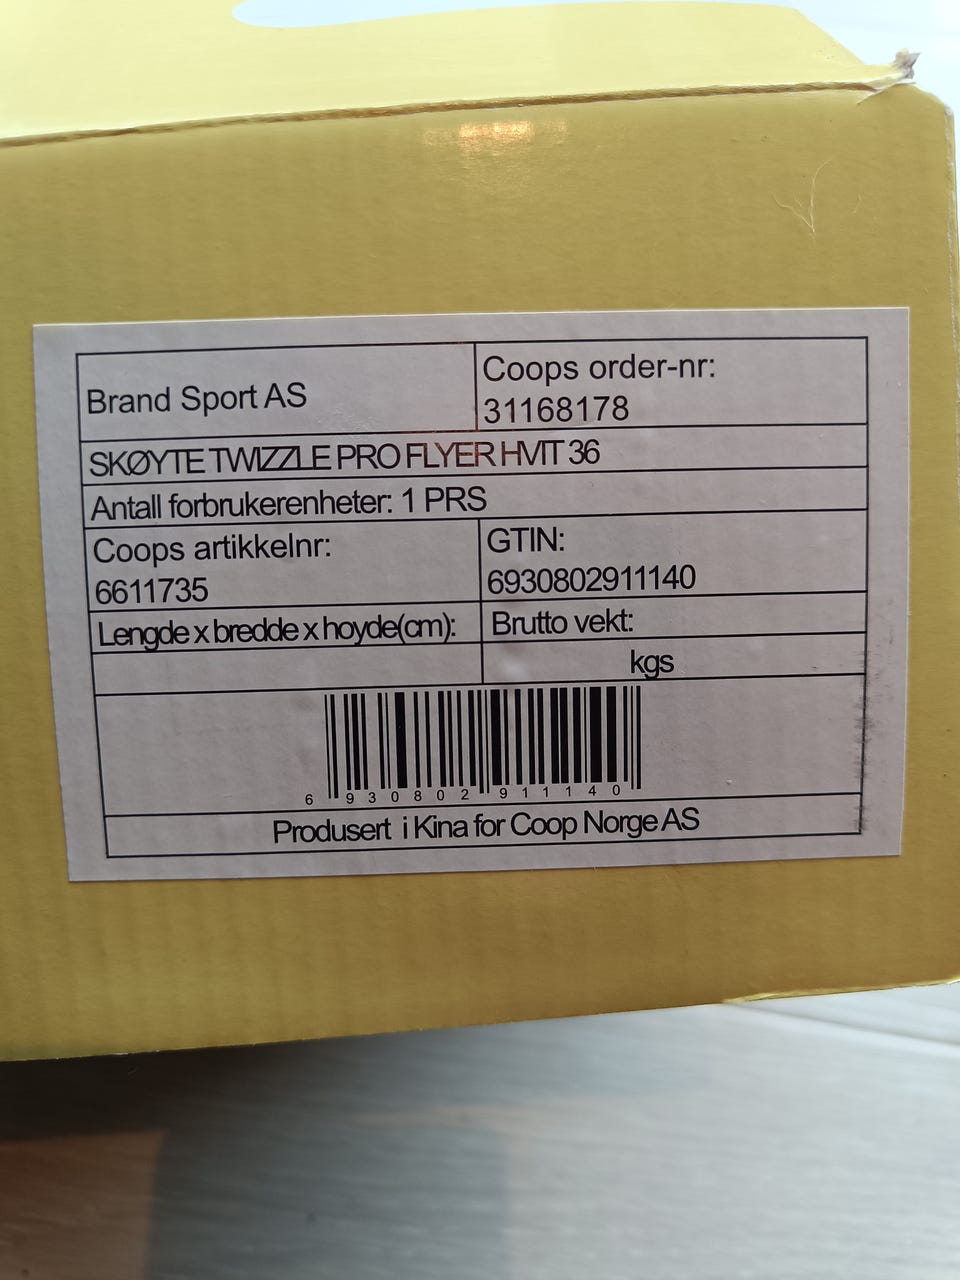 Brand Sport AS
Coops order-nr:
31168178
SKØYTE TWIZZLE PRO FLYER HVIT 36
Antall forbrukerenheter: 1 PRS
Coops artikkelnr:
6611735
GTIN:
6930802911140
Lengde x bredde x hoyde(cm):
Brutto vekt:
kgs
6 930802 911140
Produsert i Kina for Coop Norge AS